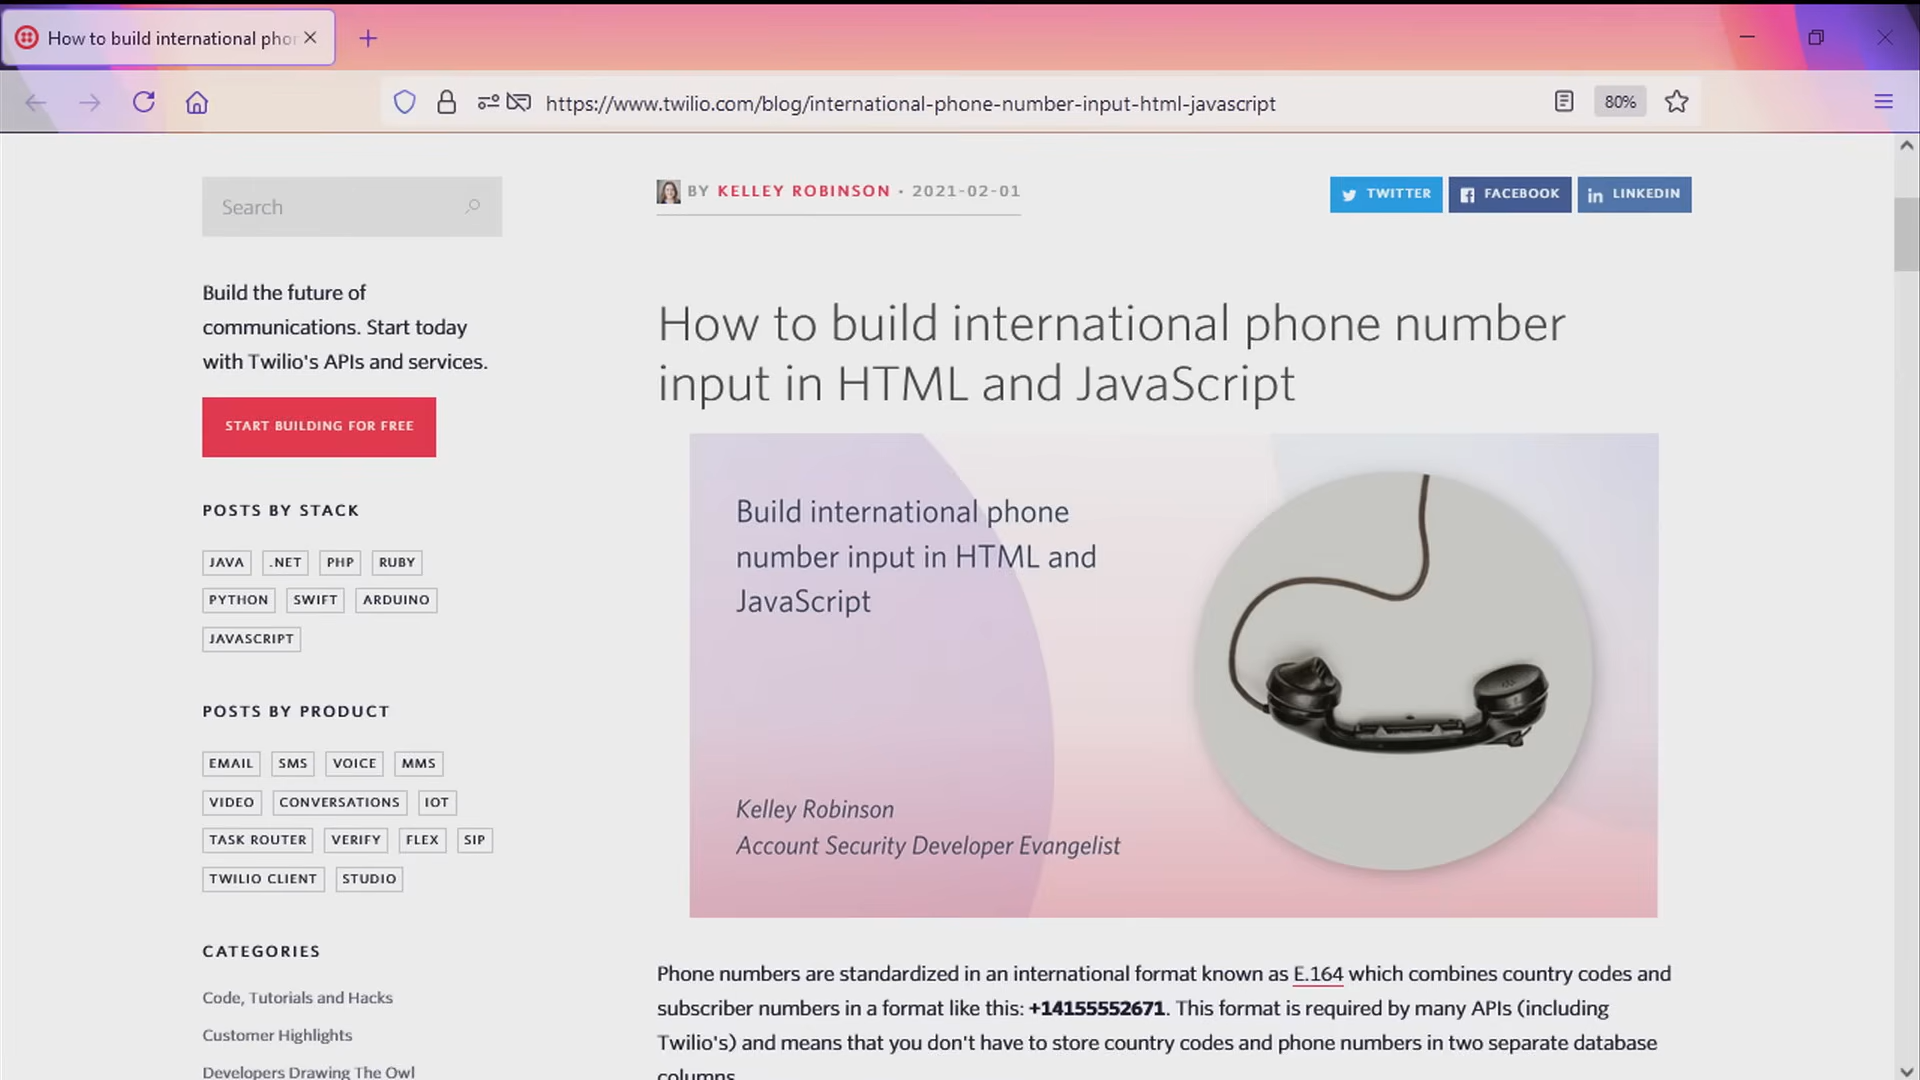 How to build international phon
https://www.twilio.com/blog/international-phone-number-input-html-javascript
80%
Search
Build the future of
communications. Start today
with Twilio's APIs and services.
START BUILDING FOR FREE
POSTS BY STACK
JAVA .NET PHP RUBY
PYTHON SWIFT ARDUINO
JAVASCRIPT
POSTS BY PRODUCT
EMAIL SMS VOICE MMS
VIDEO CONVERSATIONS IOT
TASK ROUTER VERIFY FLEX SIP
TWILIO CLIENT STUDIO
CATEGORIES
Code, Tutorials and Hacks
Customer Highlights
Developers Drawing The Owl
BY KELLEY ROBINSON • 2021-02-01
TWITTER FACEBOOK LINKEDIN
How to build international phone number
input in HTML and JavaScript
Build international phone
number input in HTML and
JavaScript
Kelley Robinson
Account Security Developer Evangelist
Phone numbers are standardized in an international format known as E.164 which combines country codes and
subscriber numbers in a format like this: +14155552671. This format is required by many APIs (including
Twilio's) and means that you don't have to store country codes and phone numbers in two separate database
columns.